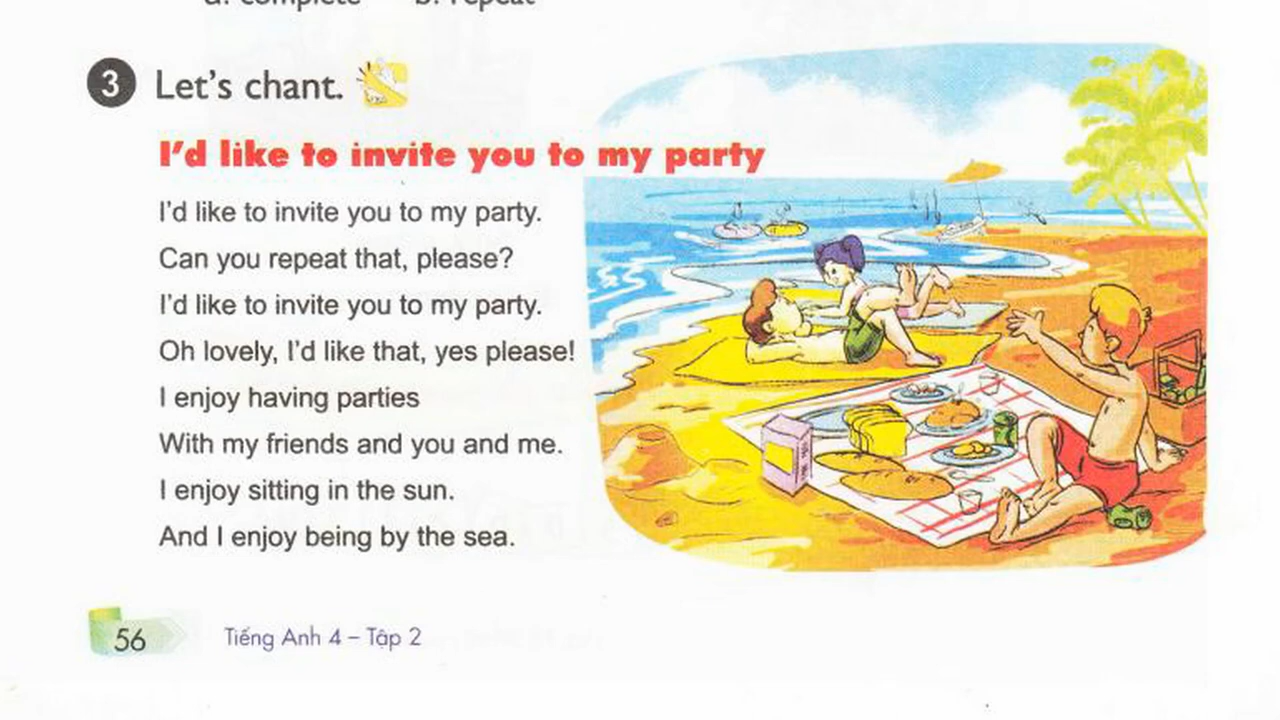 a. complete b. repeat
3 Let's chant.
I'd like to invite you to my party
I'd like to invite you to my party.
Can you repeat that, please?
I'd like to invite you to my party.
Oh lovely, I'd like that, yes please!
I enjoy having parties
With my friends and you and me.
I enjoy sitting in the sun.
And I enjoy being by the sea.
56 Tiếng Anh 4 – Tập 2